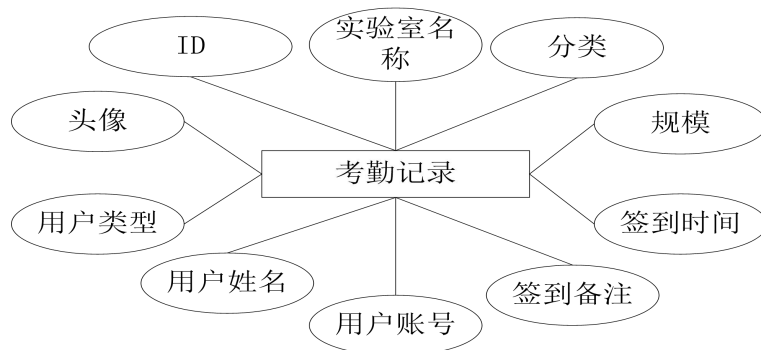 ID
实验室名
称
分类
头像
规模
考勤记录
用户类型
签到时间
用户姓名
签到备注
用户账号